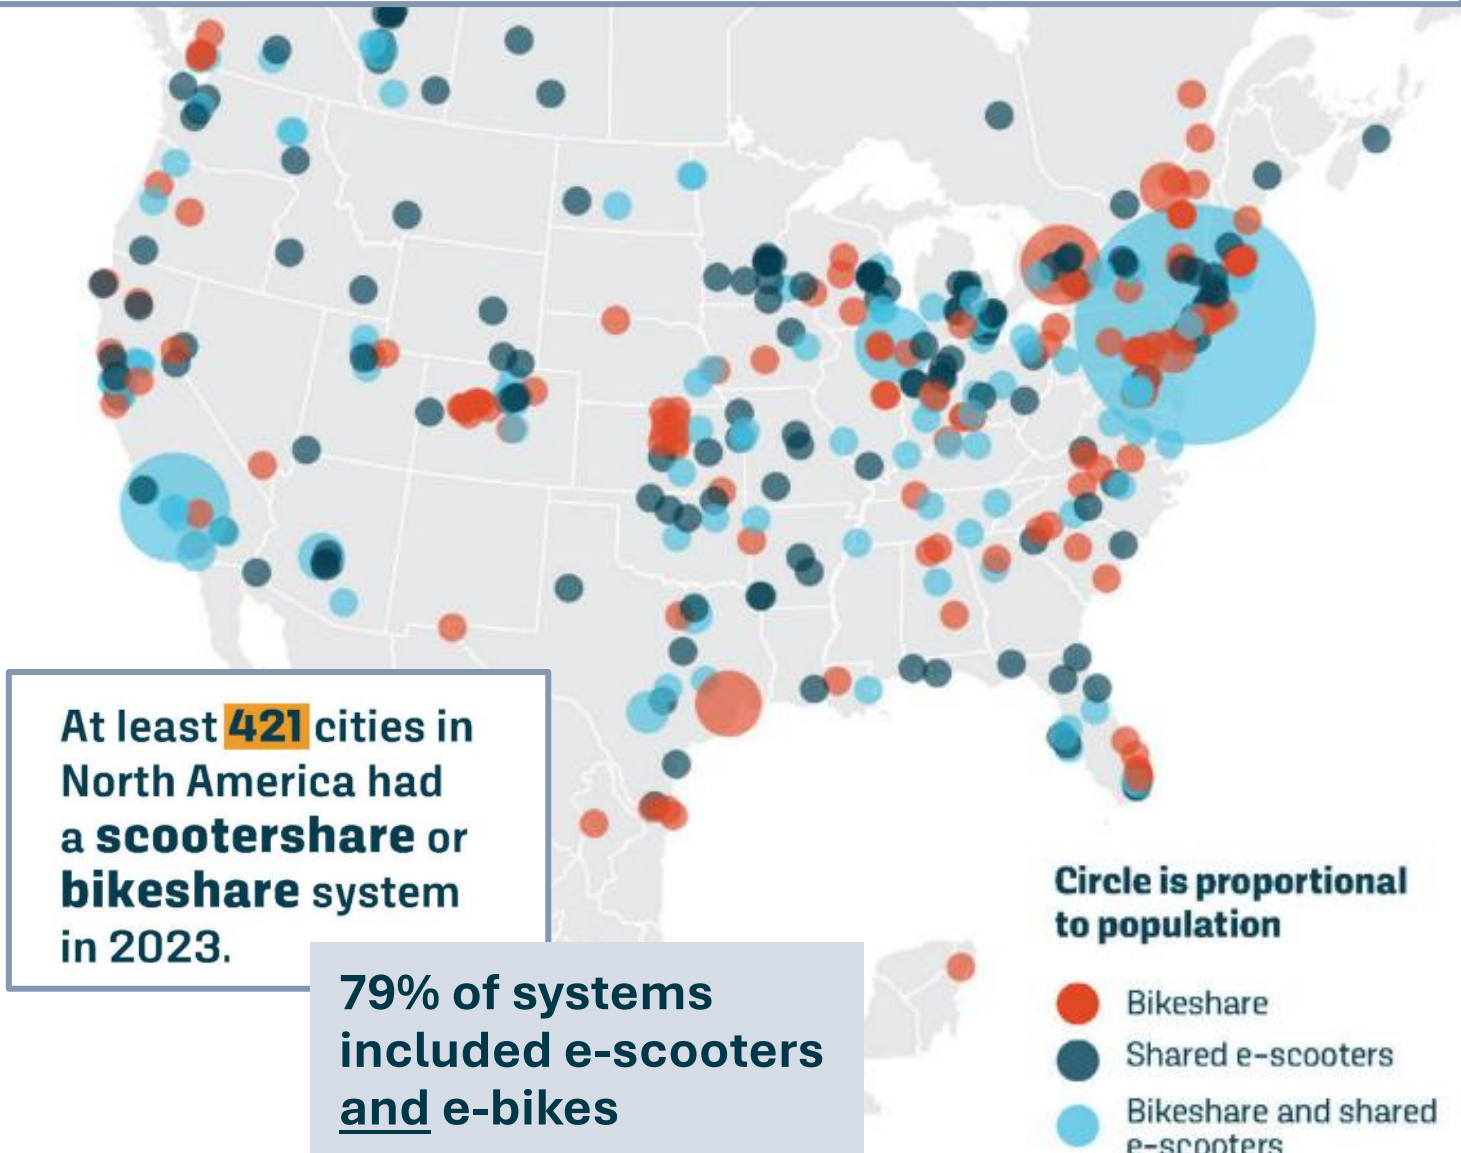 At least 421 cities in
North America had
a scootershare or
bikeshare system
in 2023.
79% of systems
included e-scooters
and e-bikes
Circle is proportional
to population
Bikeshare
Shared e-scooters
Bikeshare and shared
e-scooters